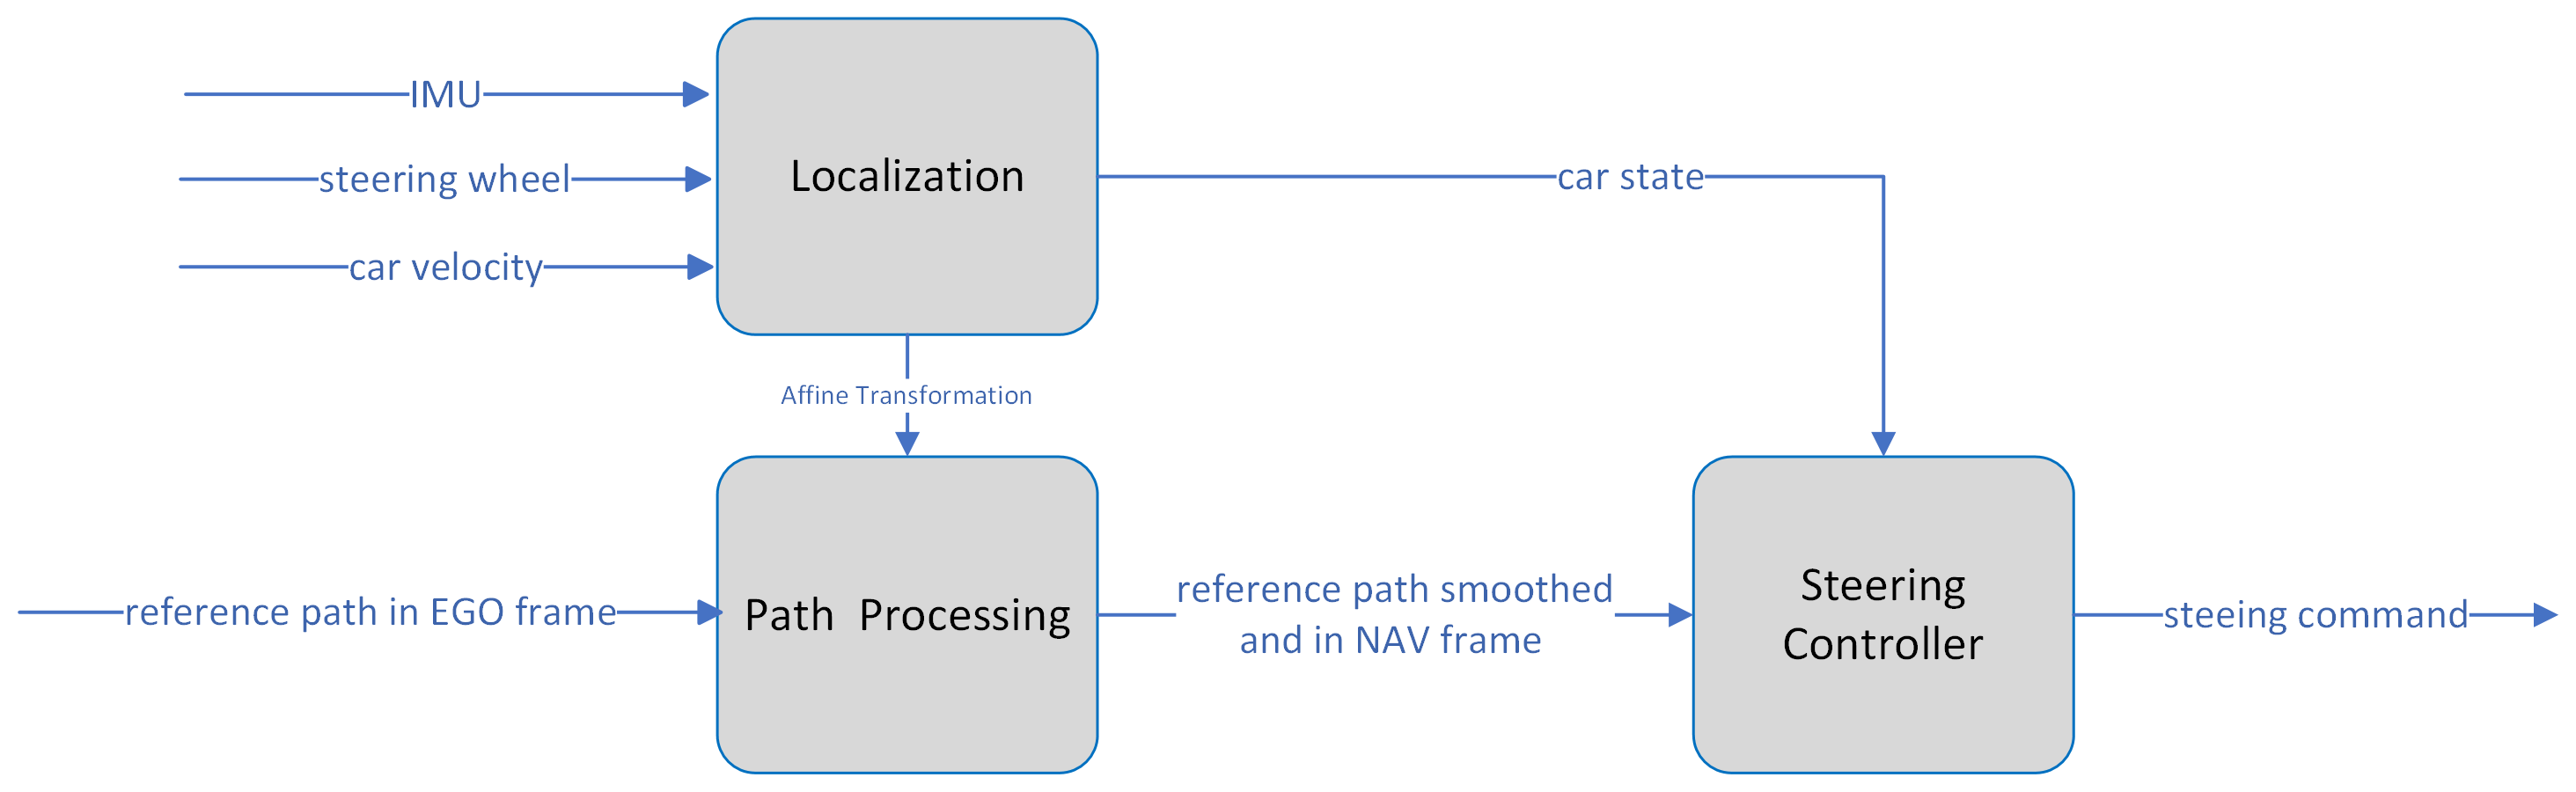 IMU
steering wheel
car velocity
Localization
car state
Affine Transformation
reference path in EGO frame
Path Processing
reference path smoothed
and in NAV frame
Steering
Controller
steeing command